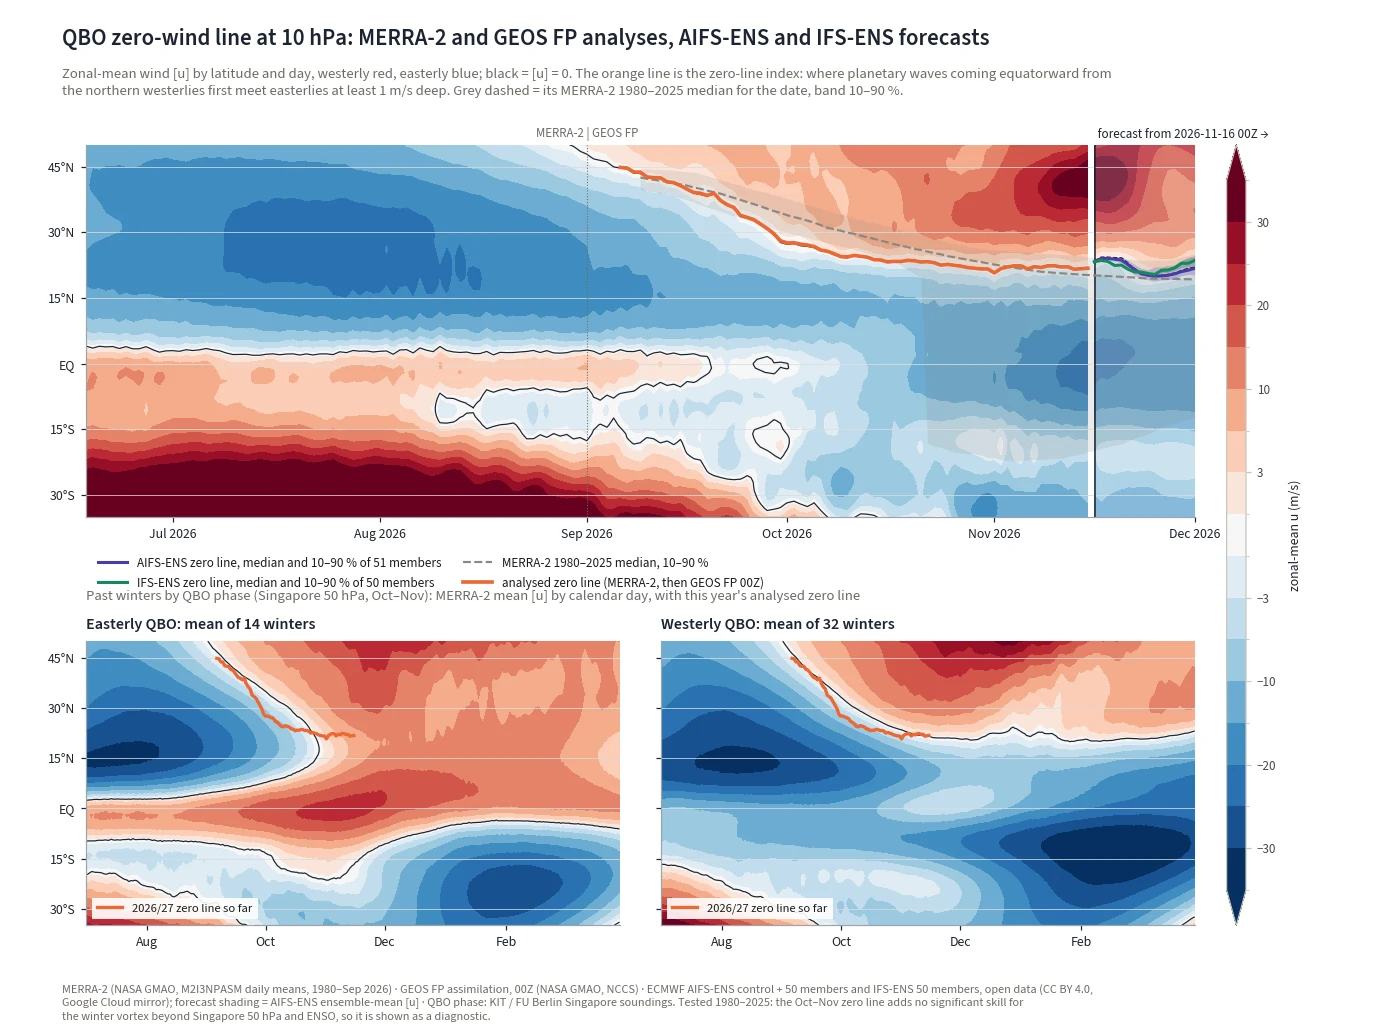 QBO zero-wind line at 10 hPa: MERRA-2 and GEOS FP analyses, AIFS-ENS and IFS-ENS forecasts
Zonal-mean wind [u] by latitude and day, westerly red, easterly blue; black = [u] = 0. The orange line is the zero-line index: where planetary waves coming equatorward from
the northern westerlies first meet easterlies at least 1 m/s deep. Grey dashed = its MERRA-2 1980–2025 median for the date, band 10–90 %.
MERRA-2 | GEOS FP
forecast from 2026-11-16 00Z →
45°N
30°N
15°N
EQ
15°S
30°S
Jul 2026
Aug 2026
Sep 2026
Oct 2026
Nov 2026
Dec 2026
30
20
10
3
−3
−10
−20
−30
zonal-mean u (m/s)
AIFS-ENS zero line, median and 10–90 % of 51 members
IFS-ENS zero line, median and 10–90 % of 50 members
MERRA-2 1980–2025 median, 10–90 %
analysed zero line (MERRA-2, then GEOS FP 00Z)
Past winters by QBO phase (Singapore 50 hPa, Oct–Nov): MERRA-2 mean [u] by calendar day, with this year's analysed zero line
Easterly QBO: mean of 14 winters
45°N
30°N
15°N
EQ
15°S
30°S
2026/27 zero line so far
Aug
Oct
Dec
Feb
Westerly QBO: mean of 32 winters
45°N
30°N
15°N
EQ
15°S
30°S
2026/27 zero line so far
Aug
Oct
Dec
Feb
MERRA-2 (NASA GMAO, M2I3NPASM daily means, 1980–Sep 2026) · GEOS FP assimilation, 00Z (NASA GMAO, NCCS) · ECMWF AIFS-ENS control + 50 members and IFS-ENS 50 members, open data (CC BY 4.0,
Google Cloud mirror); forecast shading = AIFS-ENS ensemble-mean [u] · QBO phase: KIT / FU Berlin Singapore soundings. Tested 1980–2025: the Oct–Nov zero line adds no significant skill for
the winter vortex beyond Singapore 50 hPa and ENSO, so it is shown as a diagnostic.